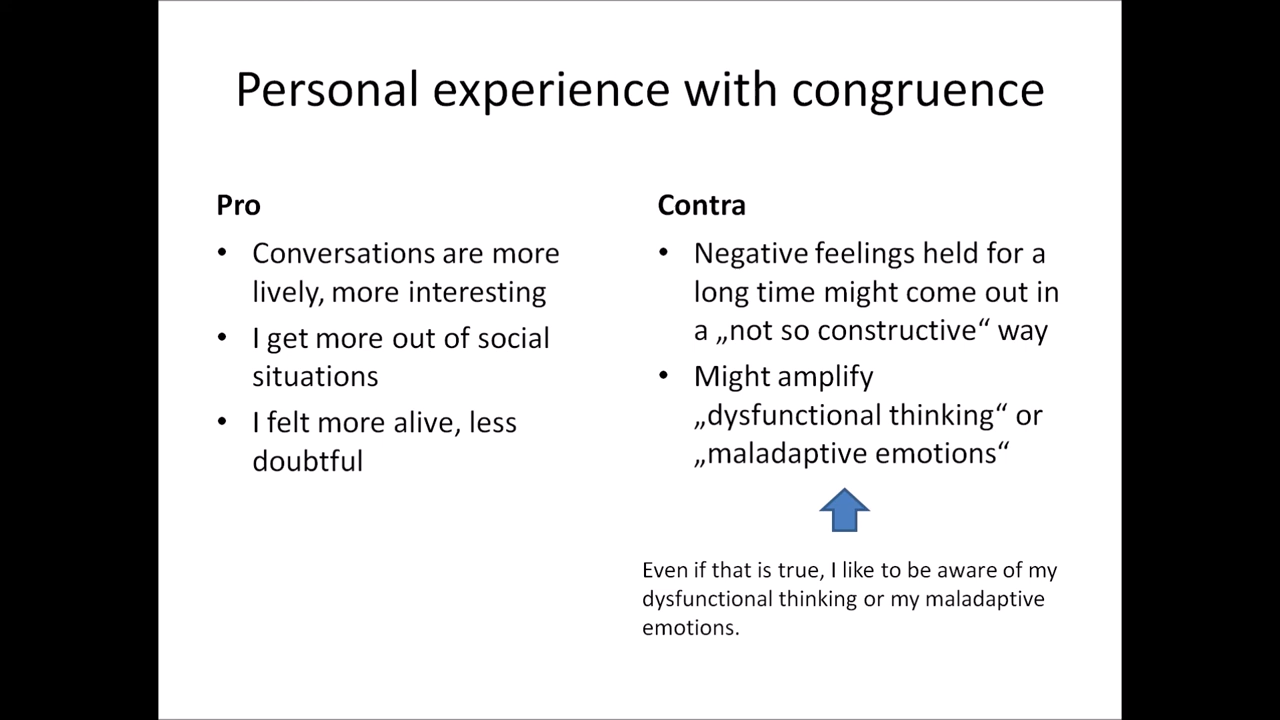 Personal experience with congruence
Pro
• Conversations are more
lively, more interesting
• I get more out of social
situations
• I felt more alive, less
doubtful
Contra
• Negative feelings held for a
long time might come out in
a „not so constructive“ way
• Might amplify
„dysfunctional thinking“ or
„maladaptive emotions“
Even if that is true, I like to be aware of my
dysfunctional thinking or my maladaptive
emotions.